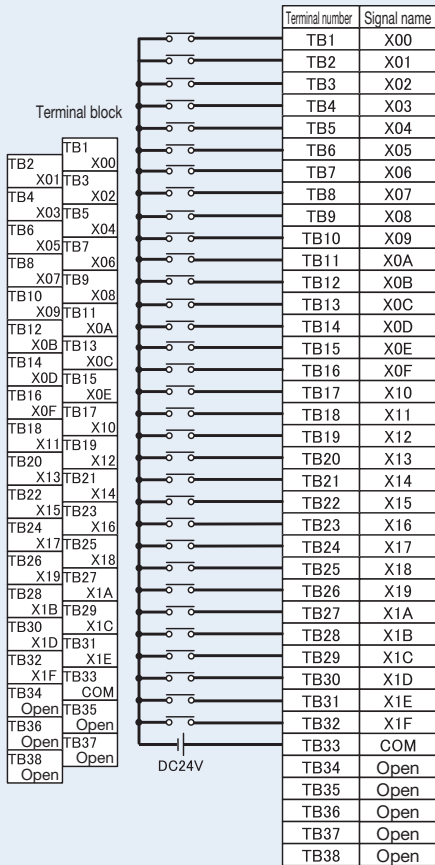 Terminal block
TB1
X00
TB2
X01
TB3
X02
TB4
X03
TB5
X04
TB6
X05
TB7
X06
TB8
X07
TB9
X08
TB10
X09
TB11
X0A
TB12
X0B
TB13
X0C
TB14
X0D
TB15
X0E
TB16
X0F
TB17
X10
TB18
X11
TB19
X12
TB20
X13
TB21
X14
TB22
X15
TB23
X16
TB24
X17
TB25
X18
TB26
X19
TB27
X1A
TB28
X1B
TB29
X1C
TB30
X1D
TB31
X1E
TB32
X1F
TB33
COM
TB34
Open
TB35
Open
TB36
Open
TB37
Open
TB38
Open
DC24V
Terminal number Signal name
TB1 X00
TB2 X01
TB3 X02
TB4 X03
TB5 X04
TB6 X05
TB7 X06
TB8 X07
TB9 X08
TB10 X09
TB11 X0A
TB12 X0B
TB13 X0C
TB14 X0D
TB15 X0E
TB16 X0F
TB17 X10
TB18 X11
TB19 X12
TB20 X13
TB21 X14
TB22 X15
TB23 X16
TB24 X17
TB25 X18
TB26 X19
TB27 X1A
TB28 X1B
TB29 X1C
TB30 X1D
TB31 X1E
TB32 X1F
TB33 COM
TB34 Open
TB35 Open
TB36 Open
TB37 Open
TB38 Open